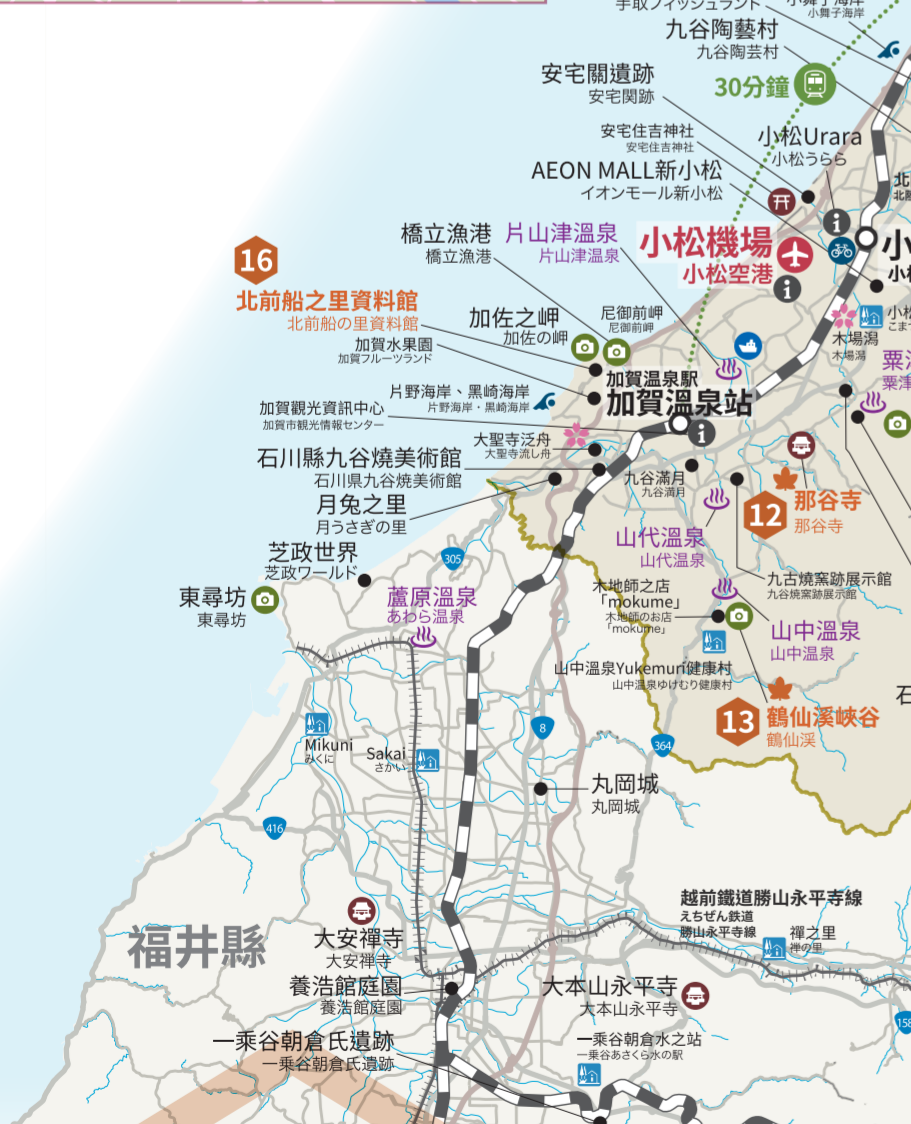 手取フィッシュランド
小舞子海岸
小舞子海岸
九谷陶藝村
九谷陶芸村
安宅關遺跡
安宅関跡
30分鐘
安宅住吉神社
安宅住吉神社
小松Urara
小松うらら
AEON MALL新小松
イオンモール新小松
橋立漁港
橋立漁港
片山津溫泉
片山津温泉
小松機場
小松空港
16
北前船之里資料館
北前船の里資料館
加佐之岬
加佐の岬
尼御前岬
尼御前岬
加賀水果園
加賀フルーツランド
木場潟
木場潟
加賀温泉駅
加賀溫泉站
片野海岸、黑崎海岸
片野海岸・黒崎海岸
加賀觀光資訊中心
加賀市観光情報センター
大聖寺泛舟
大聖寺流し舟
石川縣九谷燒美術館
石川県九谷焼美術館
九谷滿月
九谷満月
月兔之里
月うさぎの里
12
那谷寺
那谷寺
山代溫泉
山代温泉
芝政世界
芝政ワールド
305
九古燒窯跡展示館
九谷焼窯跡展示館
東尋坊
東尋坊
蘆原溫泉
あわら温泉
木地師之店
「mokume」
木地師のお店
「mokume」
山中溫泉
山中温泉
山中溫泉Yukemuri健康村
山中温泉ゆけむり健康村
13
鶴仙溪峽谷
鶴仙渓
8
364
Mikuni
みくに
Sakai
さかい
丸岡城
丸岡城
416
越前鐵道勝山永平寺線
えちぜん鉄道
勝山永平寺線
禪之里
禅の里
福井縣
大安禪寺
大安禅寺
養浩館庭園
養浩館庭園
大本山永平寺
大本山永平寺
158
一乘谷朝倉氏遺跡
一乗谷朝倉氏遺跡
一乘谷朝倉水之站
一乗谷あさくら水の駅